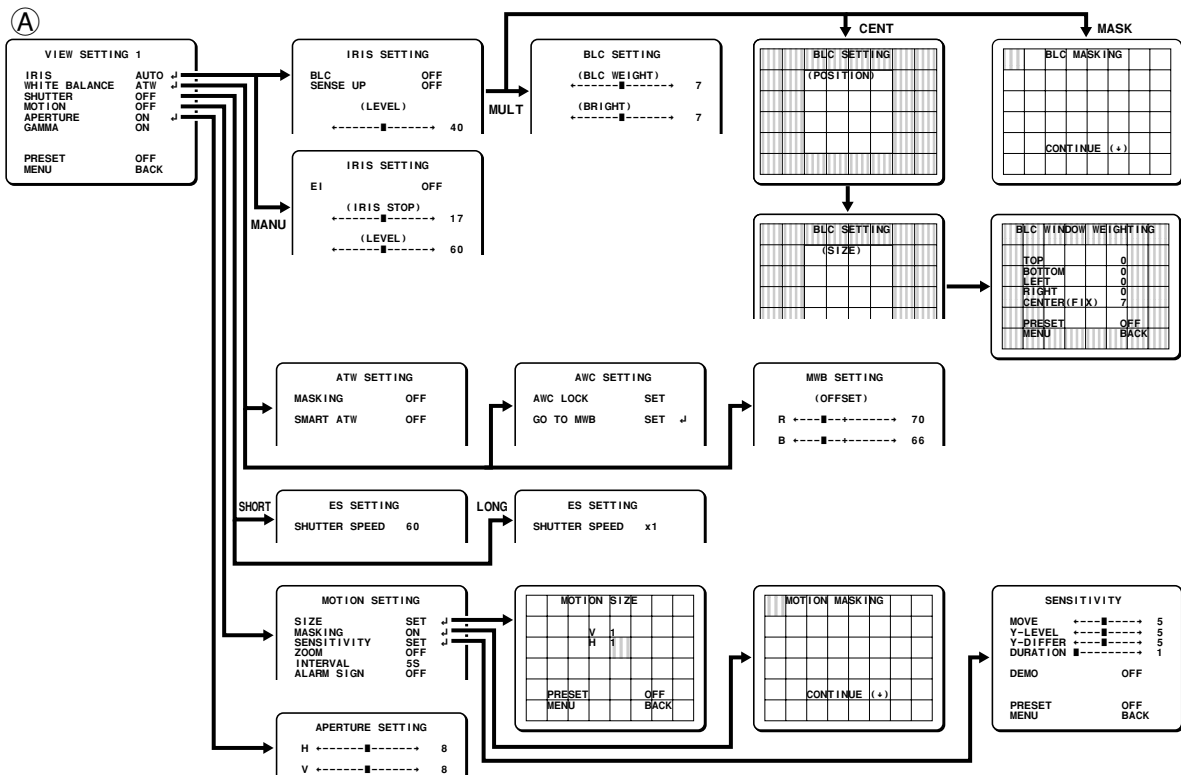 A
VIEW SETTING 1
IRIS AUTO ↲
WHITE BALANCE ATW ↲
SHUTTER OFF
MOTION OFF
APERTURE ON ↲
GAMMA ON
PRESET OFF
MENU BACK
IRIS SETTING
BLC OFF
SENSE UP OFF
(LEVEL)
40
MULT
BLC SETTING
(BLC WEIGHT)
7
(BRIGHT)
7
CENT
BLC SETTING
(POSITION)
MASK
BLC MASKING
CONTINUE (↓)
MANU
IRIS SETTING
EI OFF
(IRIS STOP)
17
(LEVEL)
60
BLC SETTING
(SIZE)
BLC WINDOW WEIGHTING
TOP 0
BOTTOM 0
LEFT 0
RIGHT 0
CENTER(FIX) 7
PRESET OFF
MENU BACK
ATW SETTING
MASKING OFF
SMART ATW OFF
AWC SETTING
AWC LOCK SET
GO TO MWB SET ↲
MWB SETTING
(OFFSET)
R 70
B 66
SHORT
ES SETTING
SHUTTER SPEED 60
LONG
ES SETTING
SHUTTER SPEED x1
MOTION SETTING
SIZE SET ↲
MASKING ON ↲
SENSITIVITY SET ↲
ZOOM OFF
INTERVAL 5S
ALARM SIGN OFF
MOTION SIZE
V 1
H 1
PRESET OFF
MENU BACK
MOTION MASKING
CONTINUE (↓)
SENSITIVITY
MOVE 5
Y-LEVEL 5
Y-DIFFER 5
DURATION 1
DEMO OFF
PRESET OFF
MENU BACK
APERTURE SETTING
H 8
V 8